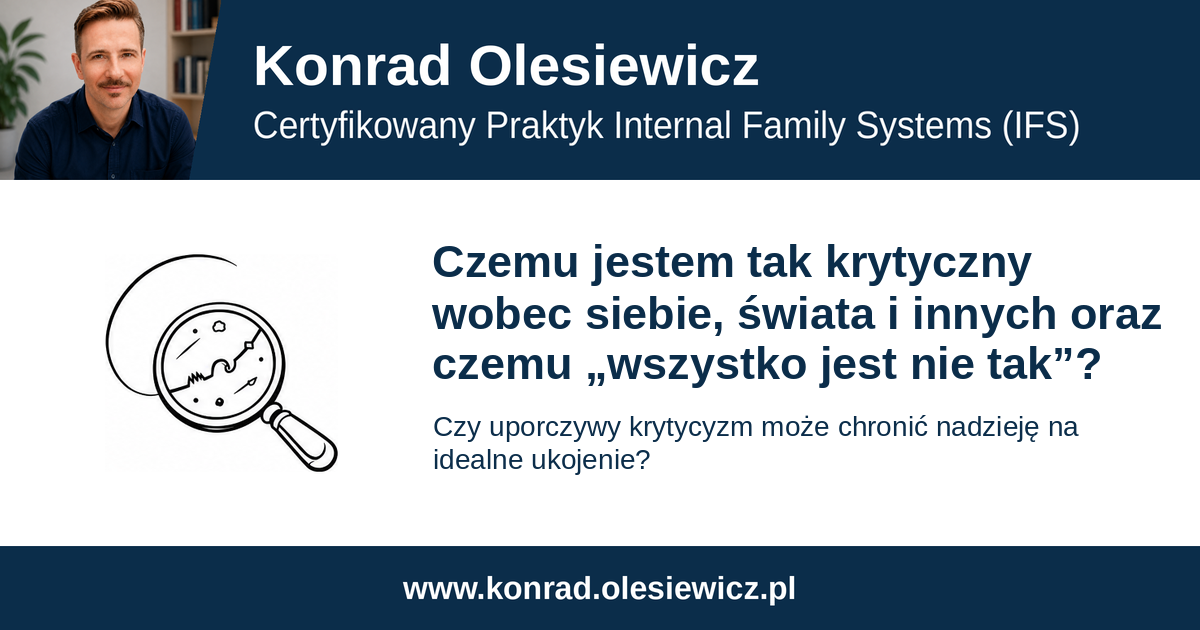 Konrad Olesiewicz
Certyfikowany Praktyk Internal Family Systems (IFS)
Czemu jestem tak krytyczny
wobec siebie, świata i innych oraz
czemu „wszystko jest nie tak”?
Czy uporczywy krytycyzm może chronić nadzieję na
idealne ukojenie?
www.konrad.olesiewicz.pl